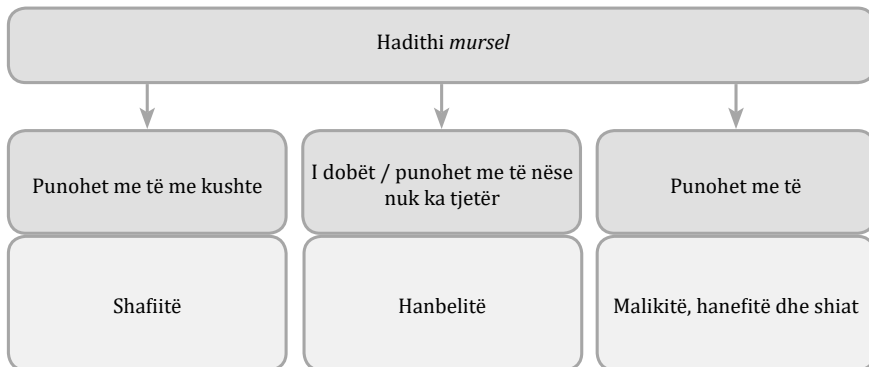 Hadithi mursel
Punohet me të me kushte
I dobët / punohet me të nëse
nuk ka tjetër
Punohet me të
Shafiitë
Hanbelitë
Malikitë, hanefitë dhe shiat